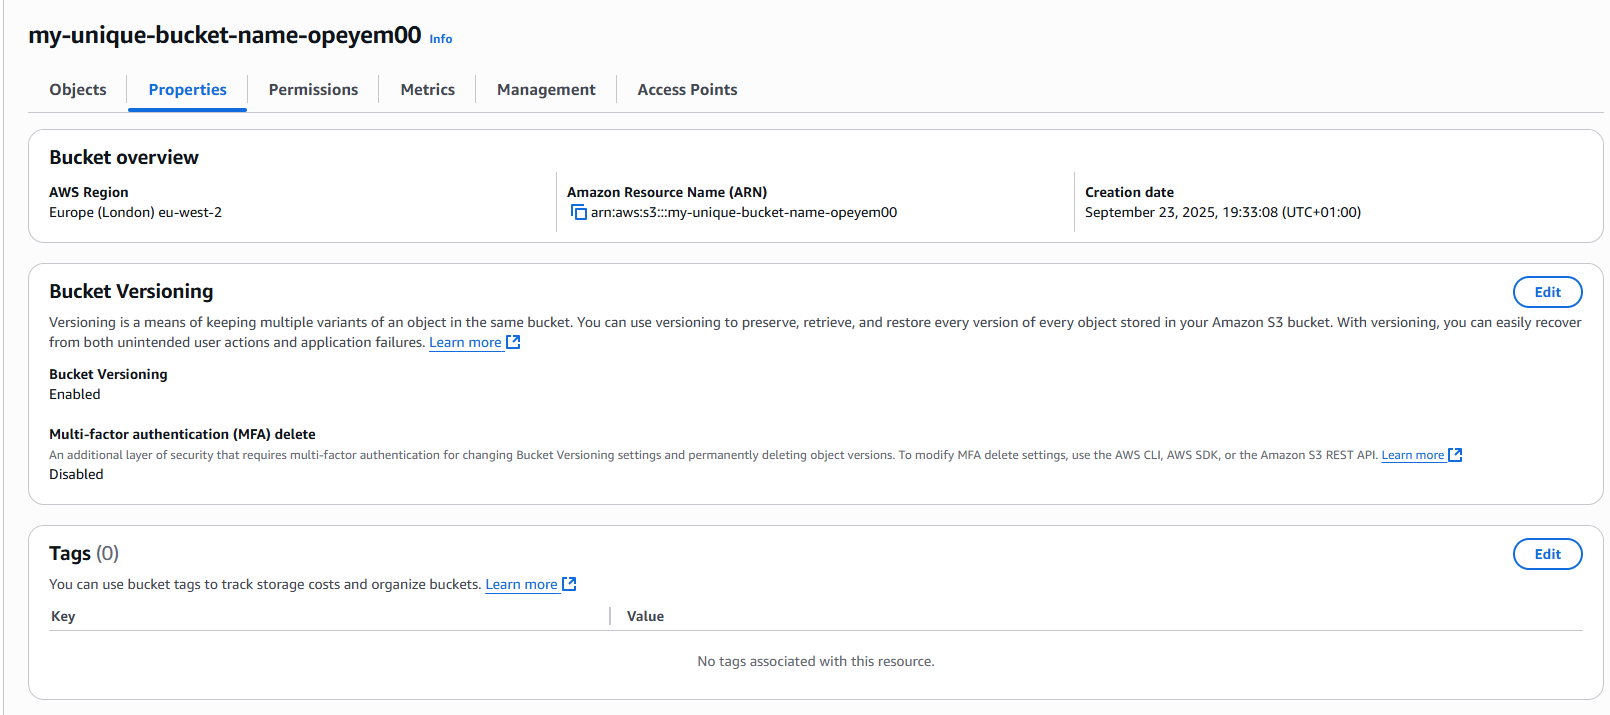 my-unique-bucket-name-opeyem00 Info
Objects Properties Permissions Metrics Management Access Points
Bucket overview
AWS Region
Europe (London) eu-west-2
Amazon Resource Name (ARN)
arn:aws:s3:::my-unique-bucket-name-opeyem00
Creation date
September 23, 2025, 19:33:08 (UTC+01:00)
Bucket Versioning
Edit
Versioning is a means of keeping multiple variants of an object in the same bucket. You can use versioning to preserve, retrieve, and restore every version of every object stored in your Amazon S3 bucket. With versioning, you can easily recover
from both unintended user actions and application failures. Learn more
Bucket Versioning
Enabled
Multi-factor authentication (MFA) delete
An additional layer of security that requires multi-factor authentication for changing Bucket Versioning settings and permanently deleting object versions. To modify MFA delete settings, use the AWS CLI, AWS SDK, or the Amazon S3 REST API. Learn more
Disabled
Tags (0)
Edit
You can use bucket tags to track storage costs and organize buckets. Learn more
Key Value
No tags associated with this resource.